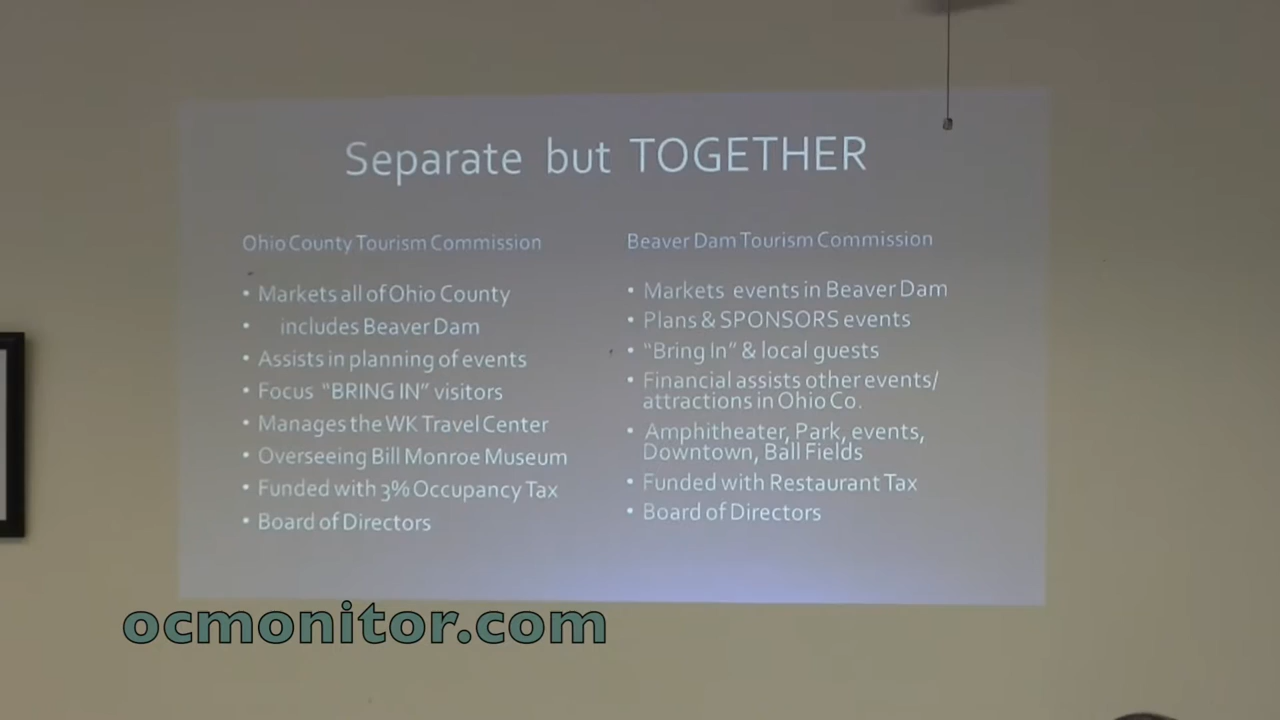 Separate but TOGETHER
Ohio County Tourism Commission
• Markets all of Ohio County
• includes Beaver Dam
• Assists in planning of events
• Focus "BRING IN" visitors
• Manages the WK Travel Center
• Overseeing Bill Monroe Museum
• Funded with 3% Occupancy Tax
• Board of Directors
Beaver Dam Tourism Commission
• Markets events in Beaver Dam
• Plans & SPONSORS events
• "Bring In" & local guests
• Financial assists other events/
attractions in Ohio Co.
• Amphitheater, Park, events,
Downtown, Ball Fields
• Funded with Restaurant Tax
• Board of Directors
ocmonitor.com